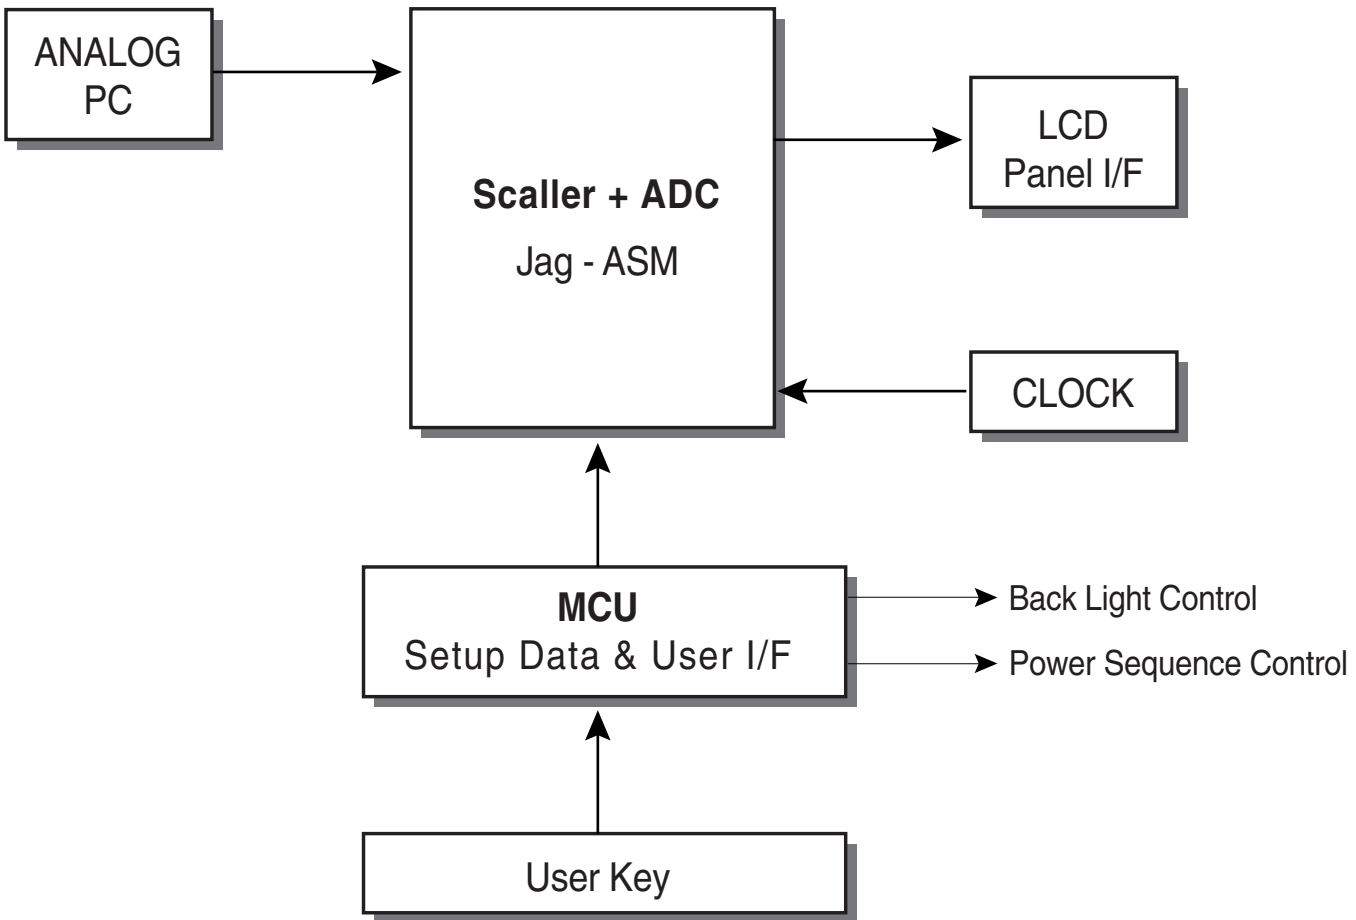 ANALOG
PC
Scaller + ADC
Jag - ASM
LCD
Panel I/F
CLOCK
MCU
Setup Data & User I/F
Back Light Control
Power Sequence Control
User Key